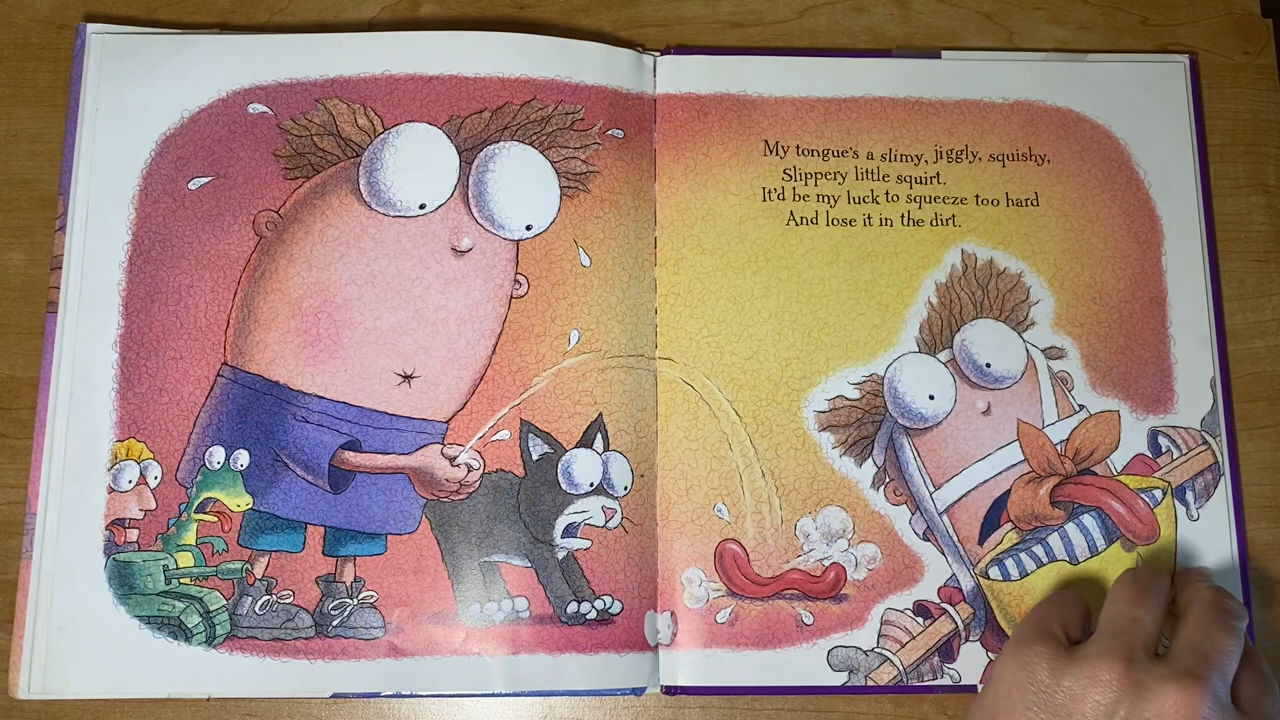 My tongue's a slimy, jiggly, squishy,
Slippery little squirt.
It'd be my luck to squeeze too hard
And lose it in the dirt.